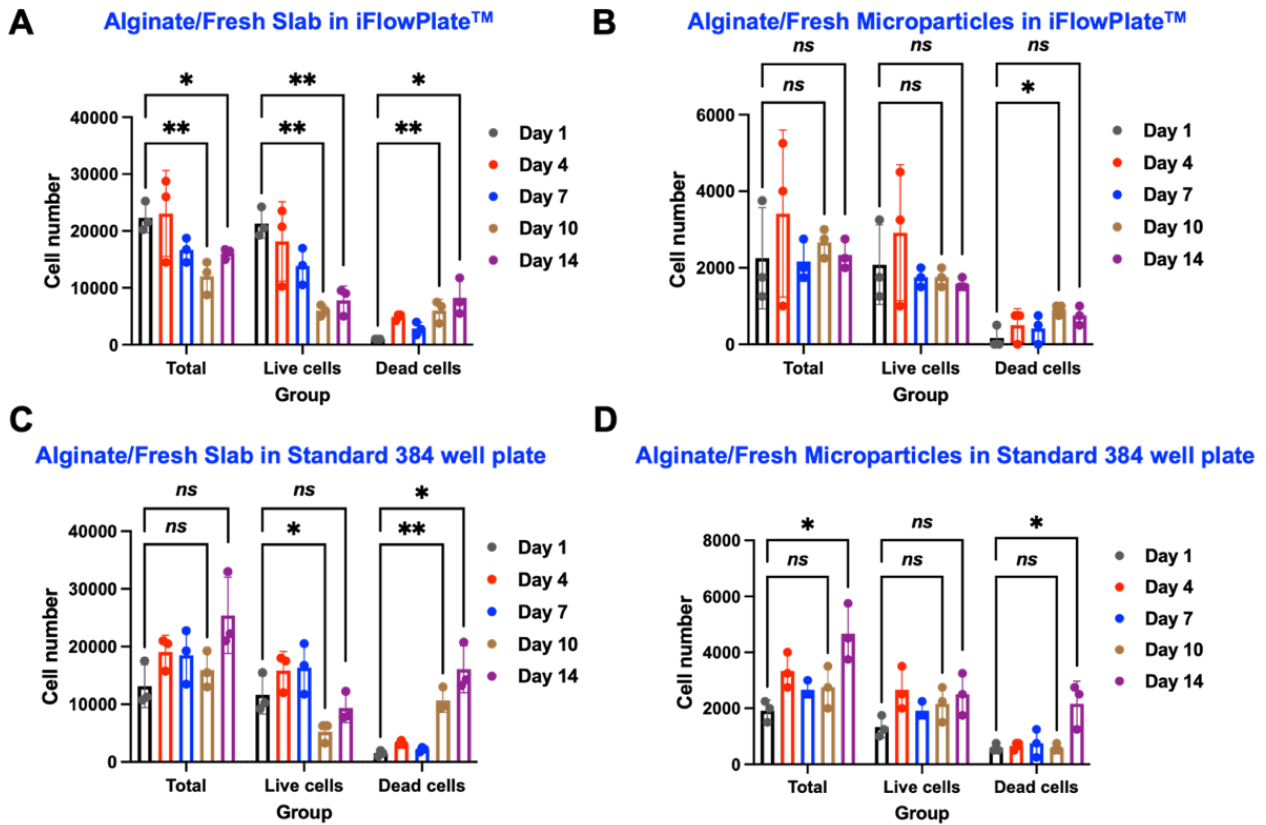 A
Alginate/Fresh Slab in iFlowPlate™
* ** *
** ** **
40000
30000
20000
10000
0
Cell number
Total Live cells Dead cells
Group
Day 1
Day 4
Day 7
Day 10
Day 14
B
Alginate/Fresh Microparticles in iFlowPlate™
ns ns ns
ns ns *
6000
4000
2000
0
Cell number
Total Live cells Dead cells
Group
Day 1
Day 4
Day 7
Day 10
Day 14
C
Alginate/Fresh Slab in Standard 384 well plate
ns ns *
ns * **
40000
30000
20000
10000
0
Cell number
Total Live cells Dead cells
Group
Day 1
Day 4
Day 7
Day 10
Day 14
D
Alginate/Fresh Microparticles in Standard 384 well plate
* ns *
ns ns ns
8000
6000
4000
2000
0
Cell number
Total Live cells Dead cells
Group
Day 1
Day 4
Day 7
Day 10
Day 14